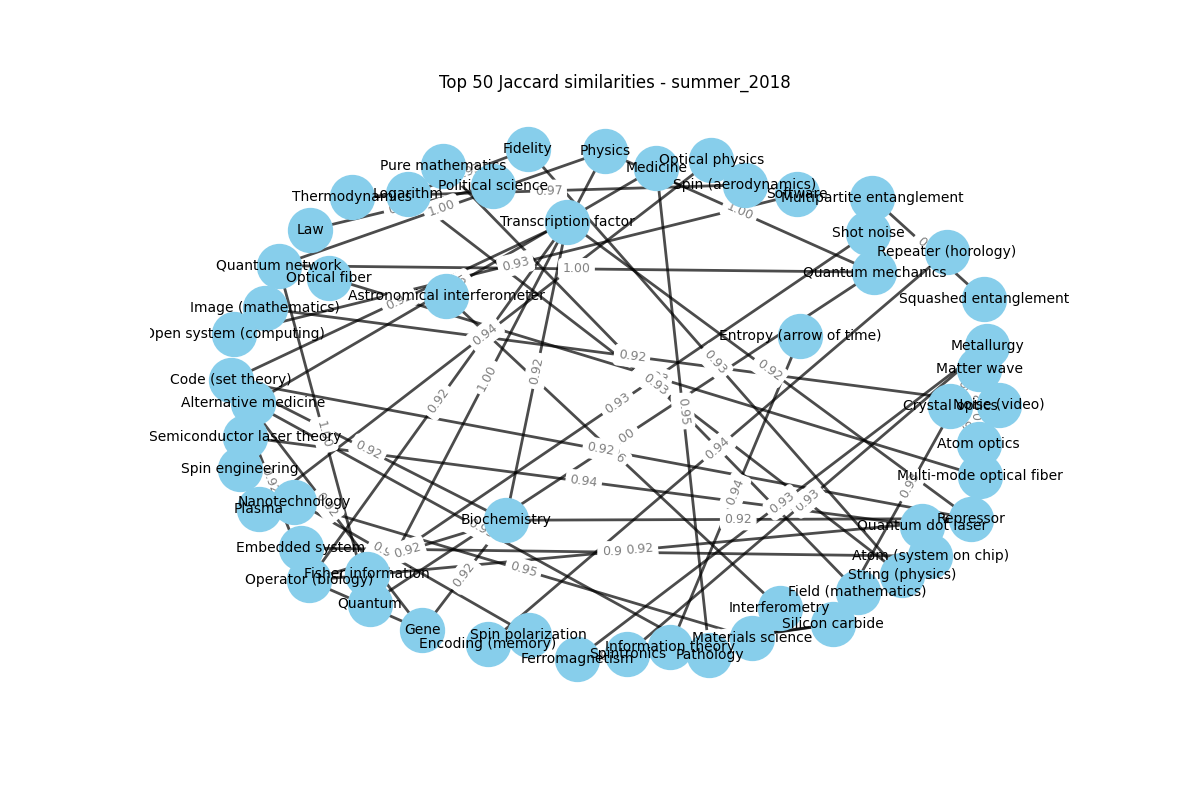 Top 50 Jaccard similarities - summer_2018
Fidelity
Physics
Optical physics
Pure mathematics
Medicine
Political science
Spin (aerodynamics)
Logarithm
Thermodynamics
Software
Multipartite entanglement
0.97
1.00
1.00
Transcription factor
Law
Shot noise
Repeater (horology)
Quantum network
0.93
1.00
Quantum mechanics
Optical fiber
Astronomical interferometer
Squashed entanglement
Image (mathematics)
Open system (computing)
0.94
Entropy (arrow of time)
Metallurgy
0.92
0.93
Matter wave
0.92
Code (set theory)
1.00
0.92
0.93
Alternative medicine
0.92
0.93
0.95
Crystal optics
Noise (video)
Semiconductor laser theory
1.00
00
Atom optics
0.92
0.92
0.94
Spin engineering
0.94
Multi-mode optical fiber
0.94
Nanotechnology
0.93
0.93
Plasma
Biochemistry
0.92
Repressor
Quantum dot laser
Embedded system
0.92
0.9
0.92
Atom (system on chip)
Fisher information
0.92
0.95
String (physics)
Operator (biology)
Field (mathematics)
Quantum
Interferometry
Gene
Silicon carbide
Spin polarization
Materials science
Encoding (memory)
Information theory
Ferromagnetism
Spintronics
Pathology